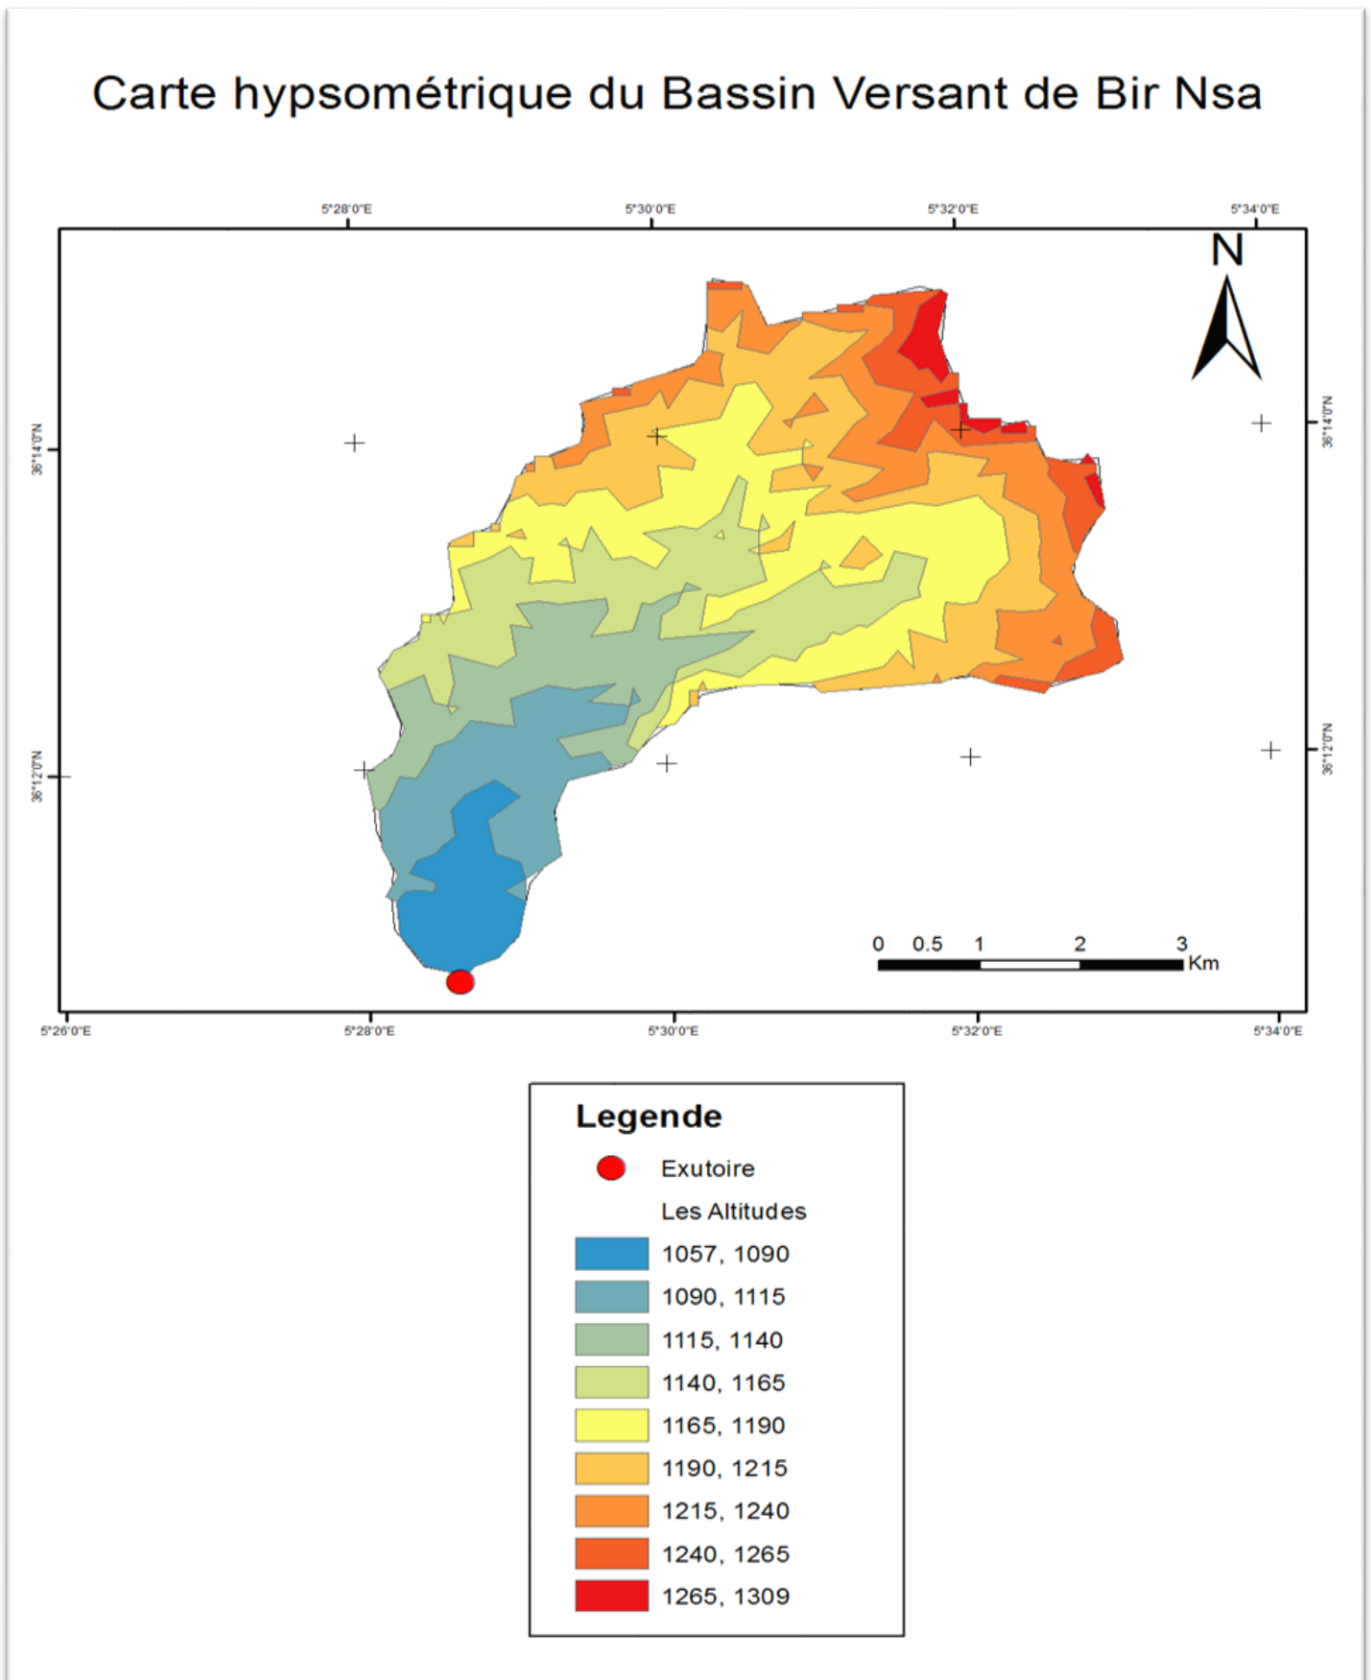 Carte hypsométrique du Bassin Versant de Bir Nsa
5°28'0"E 5°30'0"E 5°32'0"E 5°34'0"E
N
36°14'0"N 36°14'0"N
36°12'0"N 36°12'0"N
0 0.5 1 2 3
Km
5°26'0"E 5°28'0"E 5°30'0"E 5°32'0"E 5°34'0"E
Legende
Exutoire
Les Altitudes
1057, 1090
1090, 1115
1115, 1140
1140, 1165
1165, 1190
1190, 1215
1215, 1240
1240, 1265
1265, 1309